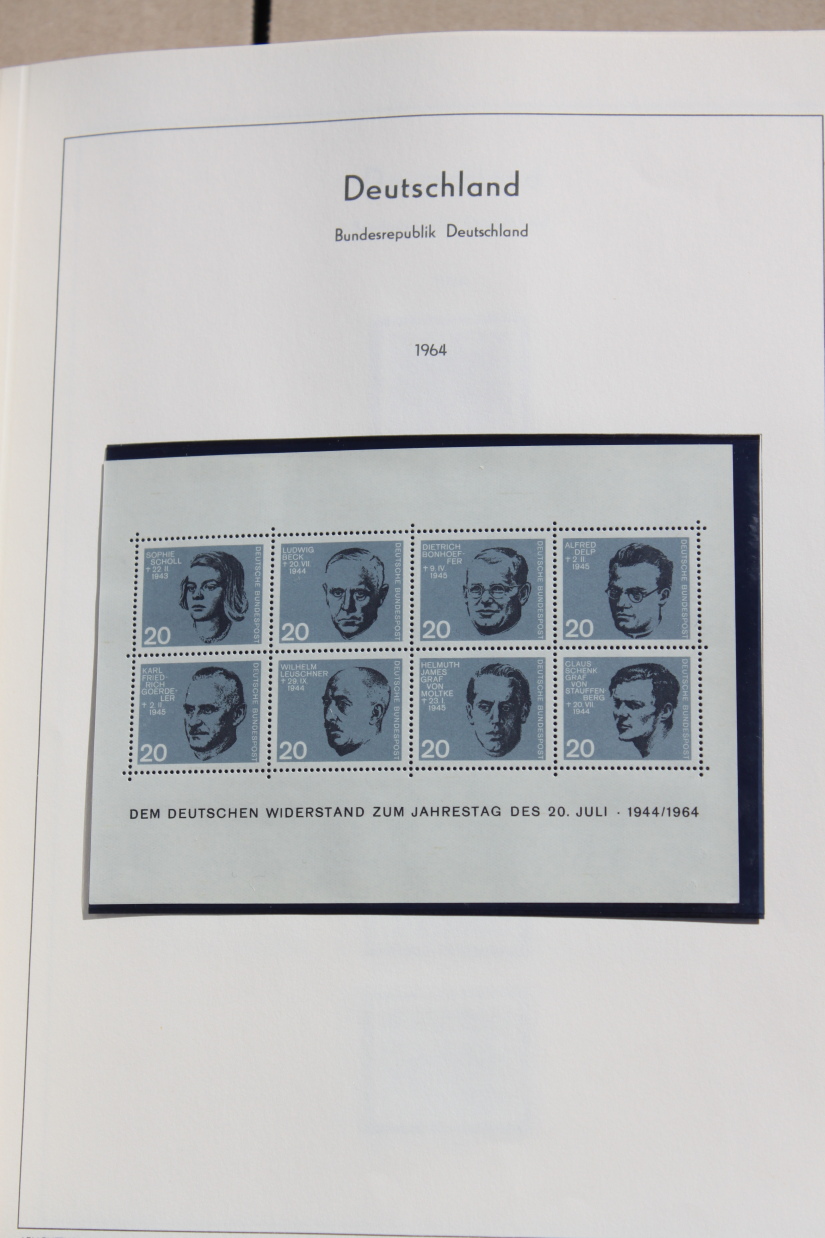 Deutschland
Bundesrepublik Deutschland
1964
SOPHIE
SCHOLL
† 22 II
1943
DEUTSCHE BUNDESPOST
20
LUDWIG
BECK
† 20 VII
1944
DEUTSCHE BUNDESPOST
20
DIETRICH
BONHOEF-
FER
† 9. IV
1945
DEUTSCHE BUNDESPOST
20
ALFRED
DELP
† 2 II
1945
DEUTSCHE BUNDESPOST
20
KARL
FRIED-
RICH
GOERDE-
LER
† 2. II
1945
DEUTSCHE BUNDESPOST
20
WILHELM
LEUSCHNER
† 29. IX
1944
DEUTSCHE BUNDESPOST
20
HELMUTH
JAMES
GRAF
VON
MOLTKE
† 23 I
1945
DEUTSCHE BUNDESPOST
20
CLAUS
SCHENK
GRAF
VON
STAUFFEN
BERG
† 20. VII
1944
DEUTSCHE BUNDESPOST
20
DEM DEUTSCHEN WIDERSTAND ZUM JAHRESTAG DES 20. JULI · 1944/1964